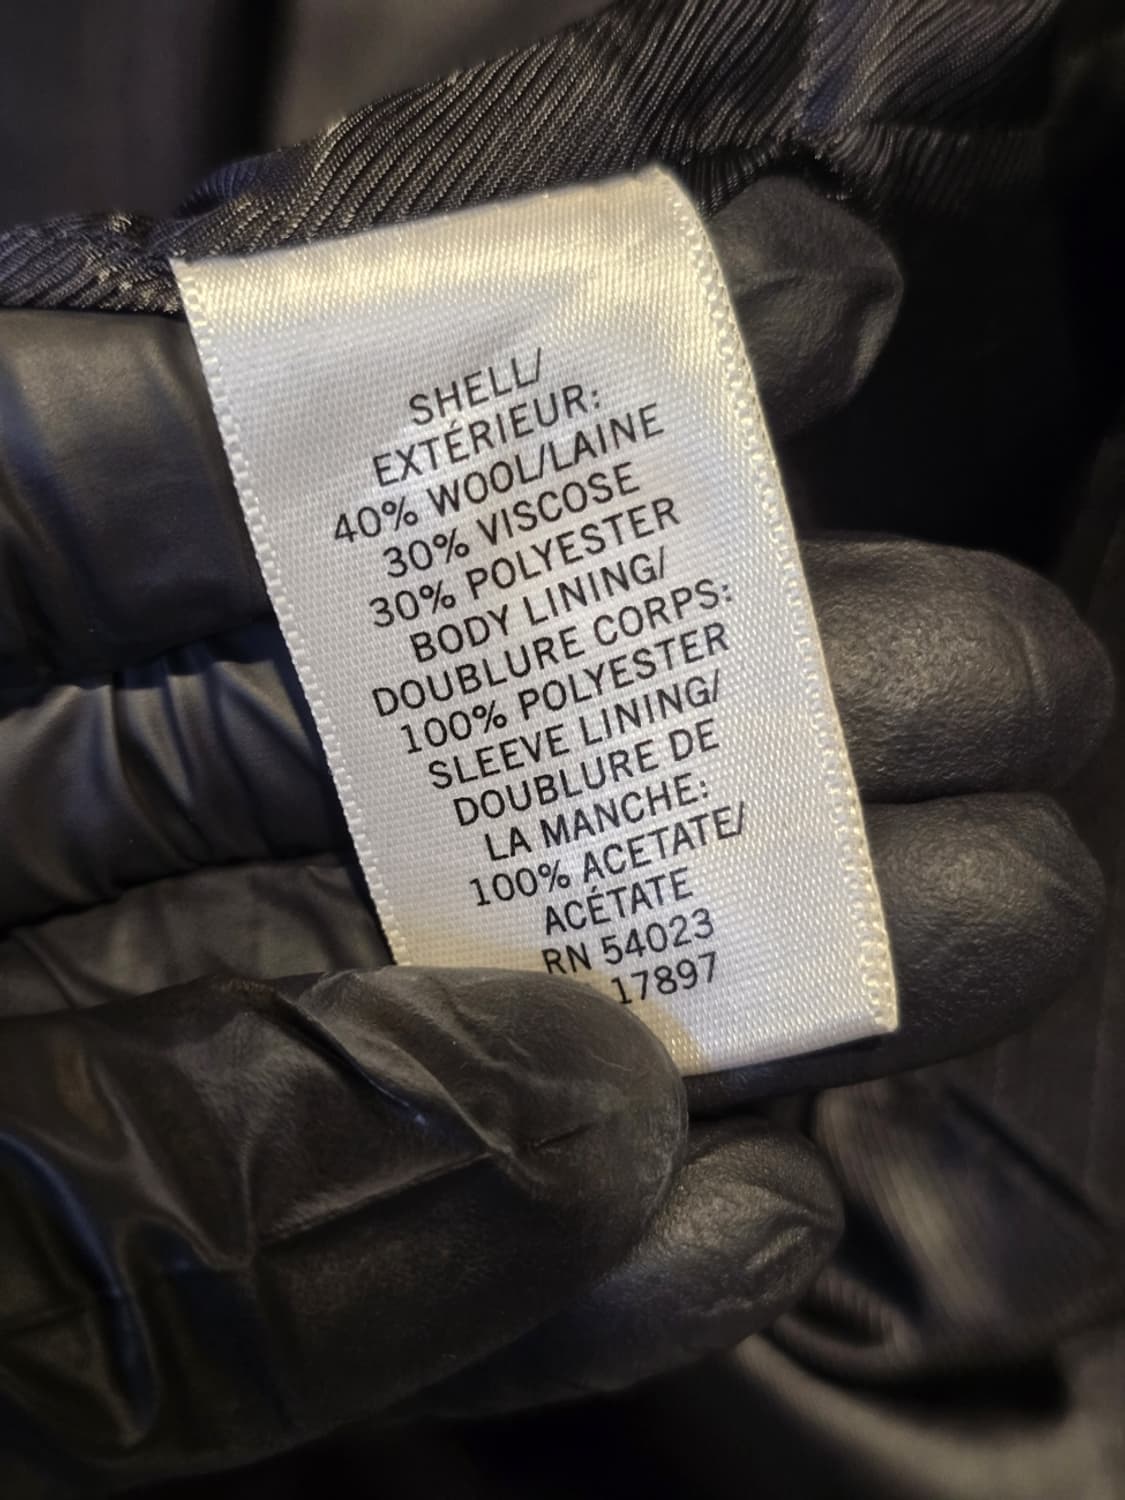 SHELL/
EXTÉRIEUR:
40% WOOL/LAINE
30% VISCOSE
30% POLYESTER
BODY LINING/
DOUBLURE CORPS:
100% POLYESTER
SLEEVE LINING/
DOUBLURE DE
LA MANCHE:
100% ACETATE/
ACÉTATE
RN 54023
17897